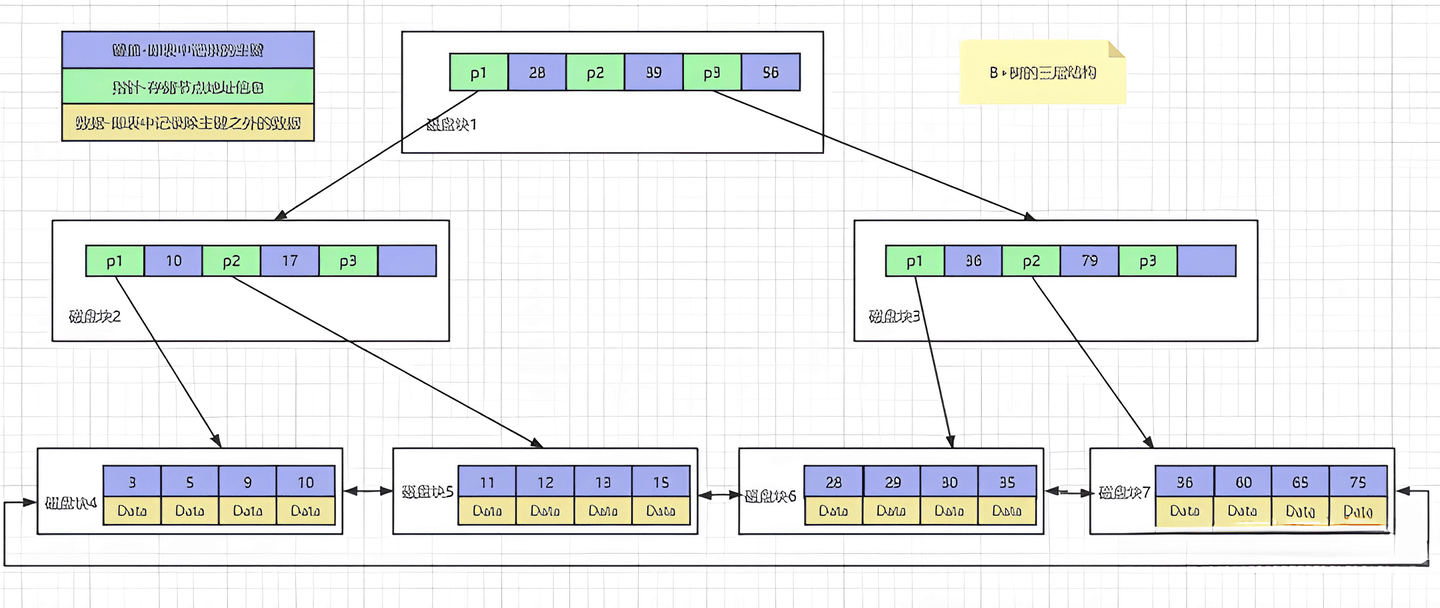 键值-即表中记录的主键
指针-存储子节点地址信息
数据-即表中记录除主键之外的数据
B+树的三层结构
p1 28 p2 39 p3 56
磁盘块1
p1 10 p2 17 p3
磁盘块2
p1 36 p2 79 p3
磁盘块3
磁盘块4
3 5 9 10
Data Data Data Data
磁盘块5
11 12 13 15
Data Data Data Data
磁盘块6
28 29 30 35
Data Data Data Data
磁盘块7
36 60 65 75
Data Data Data Data